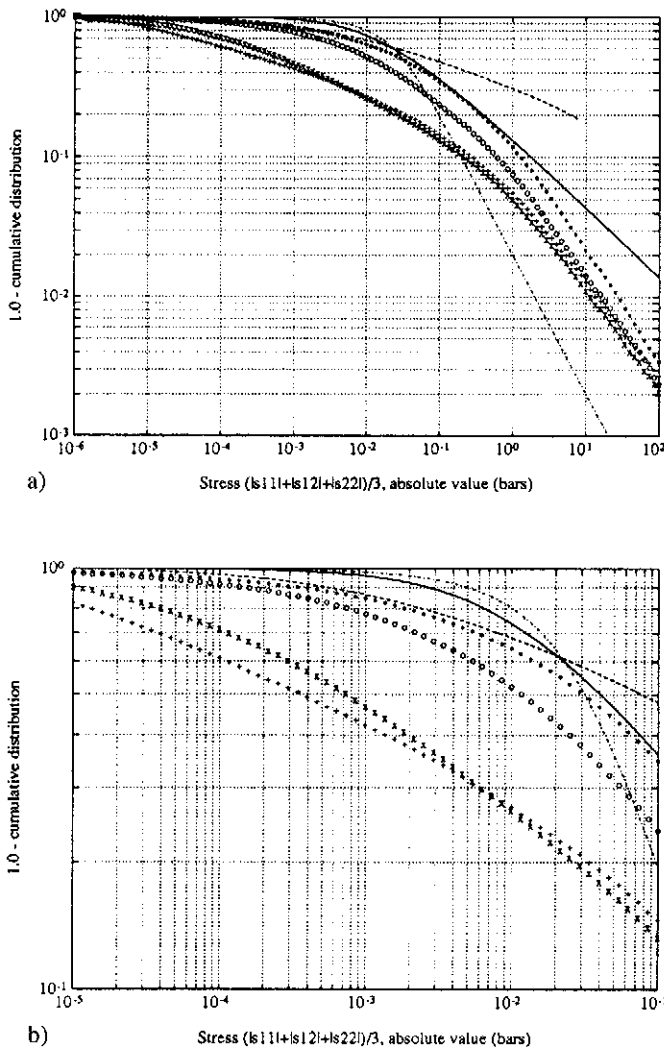 10⁰
10⁻¹
10⁻²
10⁻³
1.0 - cumulative distribution
10⁻⁶ 10⁻⁵ 10⁻⁴ 10⁻³ 10⁻² 10⁻¹ 10⁰ 10¹ 10²
a) Stress (|s11|+|s12|+|s22|)/3, absolute value (bars)
10⁰
10⁻¹
1.0 - cumulative distribution
10⁻⁵ 10⁻⁴ 10⁻³ 10⁻² 10⁻¹
b) Stress (|s11|+|s12|+|s22|)/3, absolute value (bars)